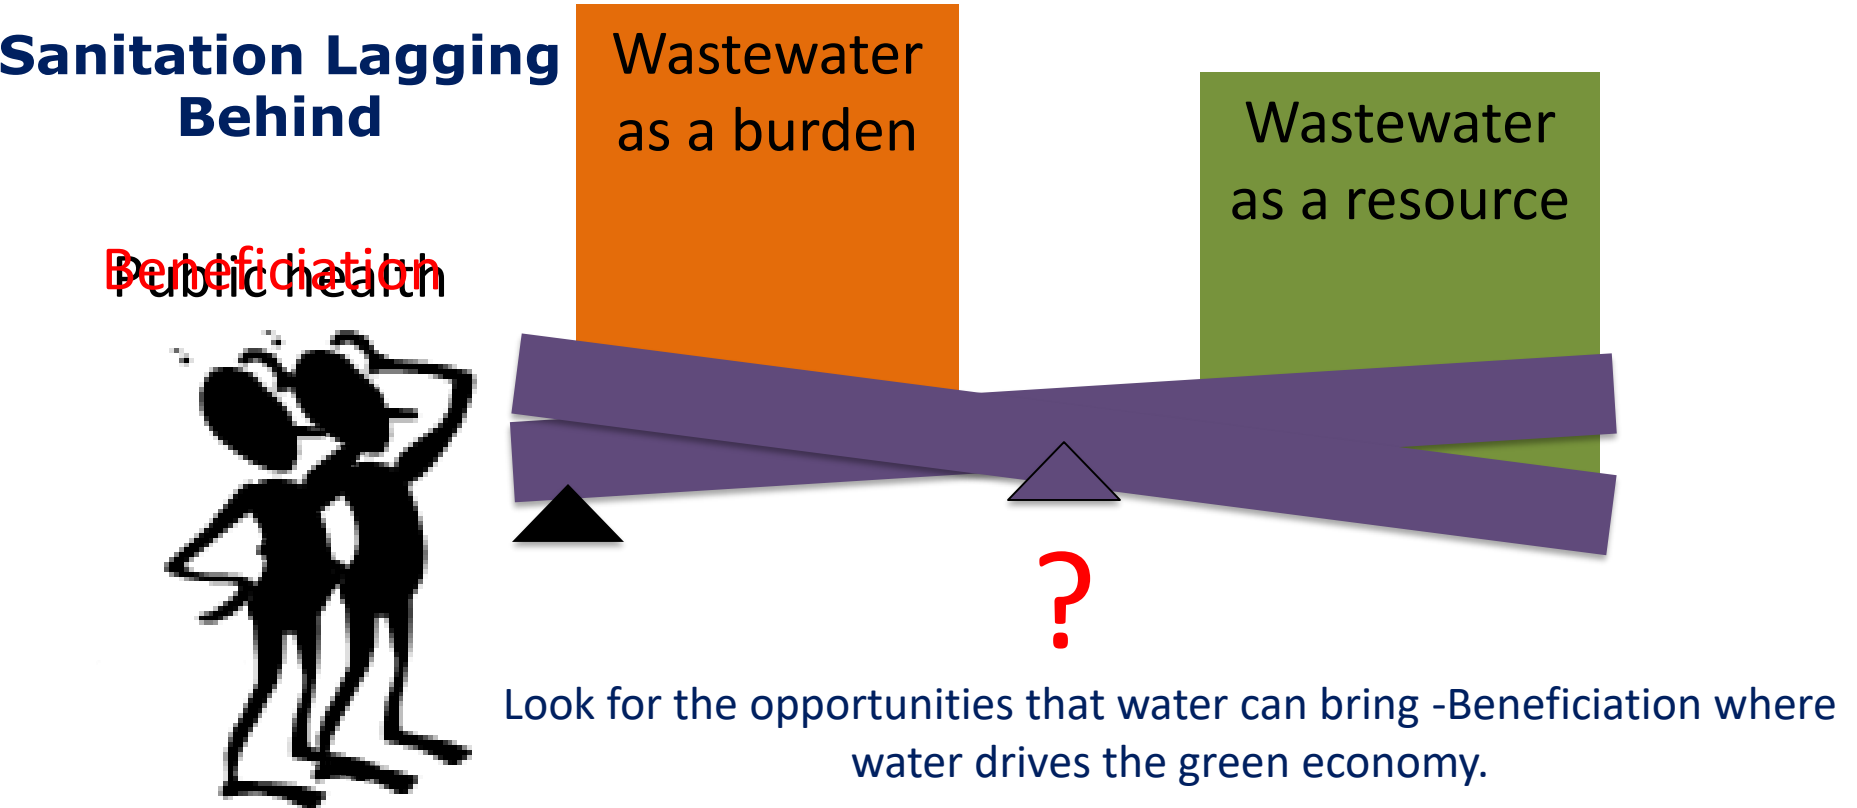 Sanitation Lagging
Behind
Wastewater
as a burden
Wastewater
as a resource
Beneficiation
Public health
?
Look for the opportunities that water can bring -Beneficiation where
water drives the green economy.